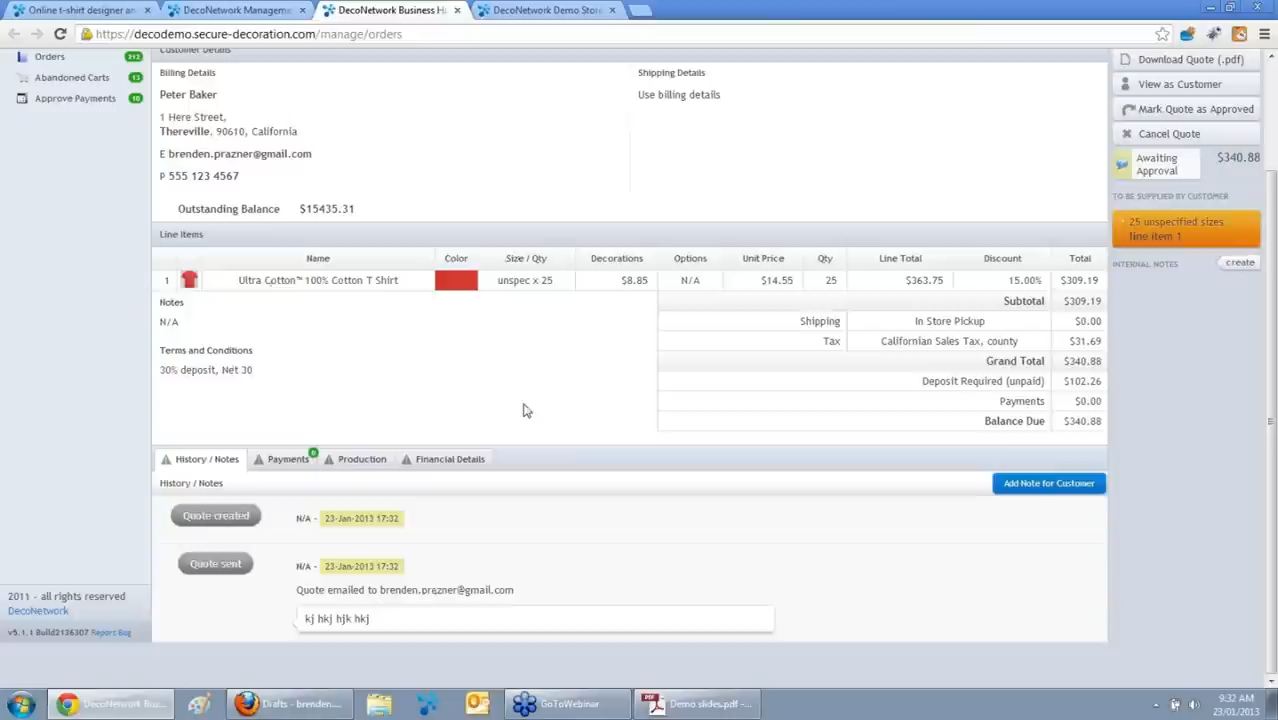 Online t-shirt designer an
DecoNetwork Managem
DecoNetwork Business H
DecoNetwork Demo Store
https://decodemo.secure-decoration.com/manage/orders
Orders 212
Abandoned Carts 13
Approve Payments 10
Customer Details
Billing Details
Shipping Details
Peter Baker
Use billing details
1 Here Street,
Thereville, 90610, California
E brenden.prazner@gmail.com
P 555 123 4567
Outstanding Balance $15435.31
Line Items
Name Color Size / Qty Decorations Options Unit Price Qty Line Total Discount Total
1 Ultra Cotton™ 100% Cotton T Shirt unspec x 25 $8.85 N/A $14.55 25 $363.75 15.00% $309.19
Notes
N/A
Terms and Conditions
30% deposit, Net 30
Subtotal $309.19
Shipping In Store Pickup $0.00
Tax Californian Sales Tax, county $31.69
Grand Total $340.88
Deposit Required (unpaid) $102.26
Payments $0.00
Balance Due $340.88
History / Notes Payments 0 Production Financial Details
History / Notes
Add Note for Customer
Quote created N/A - 23-Jan-2013 17:32
Quote sent N/A - 23-Jan-2013 17:32
Quote emailed to brenden.prazner@gmail.com
kj hkj hjk hkj
Download Quote (.pdf)
View as Customer
Mark Quote as Approved
Cancel Quote
Awaiting Approval $340.88
TO BE SUPPLIED BY CUSTOMER
25 unspecified sizes
line item 1
INTERNAL NOTES create
2011 - all rights reserved
DecoNetwork
v5.1.1 Build2136307 Report Bug
DecoNetwork Bus...
Drafts - brenden....
GoToWebinar
Demo slides.pdf -...
9:32 AM
23/01/2013